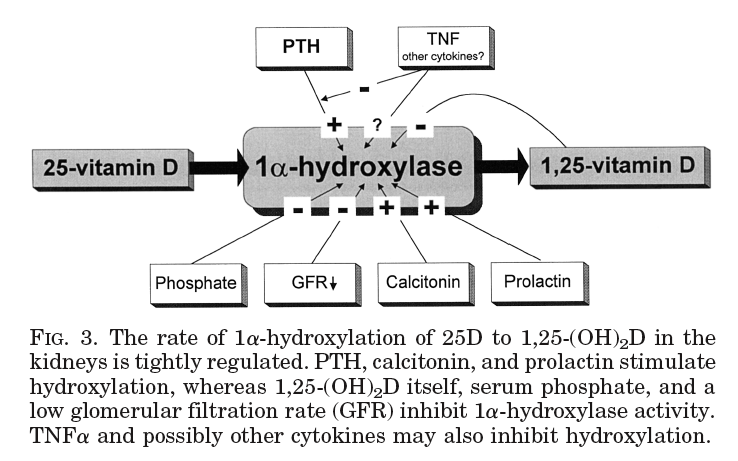 PTH
TNF
other cytokines?
-
+
?
-
25-vitamin D
1α-hydroxylase
1,25-vitamin D
-
-
+
+
Phosphate
GFR↓
Calcitonin
Prolactin
FIG. 3. The rate of 1α-hydroxylation of 25D to 1,25-(OH)₂D in the
kidneys is tightly regulated. PTH, calcitonin, and prolactin stimulate
hydroxylation, whereas 1,25-(OH)₂D itself, serum phosphate, and a
low glomerular filtration rate (GFR) inhibit 1α-hydroxylase activity.
TNFα and possibly other cytokines may also inhibit hydroxylation.